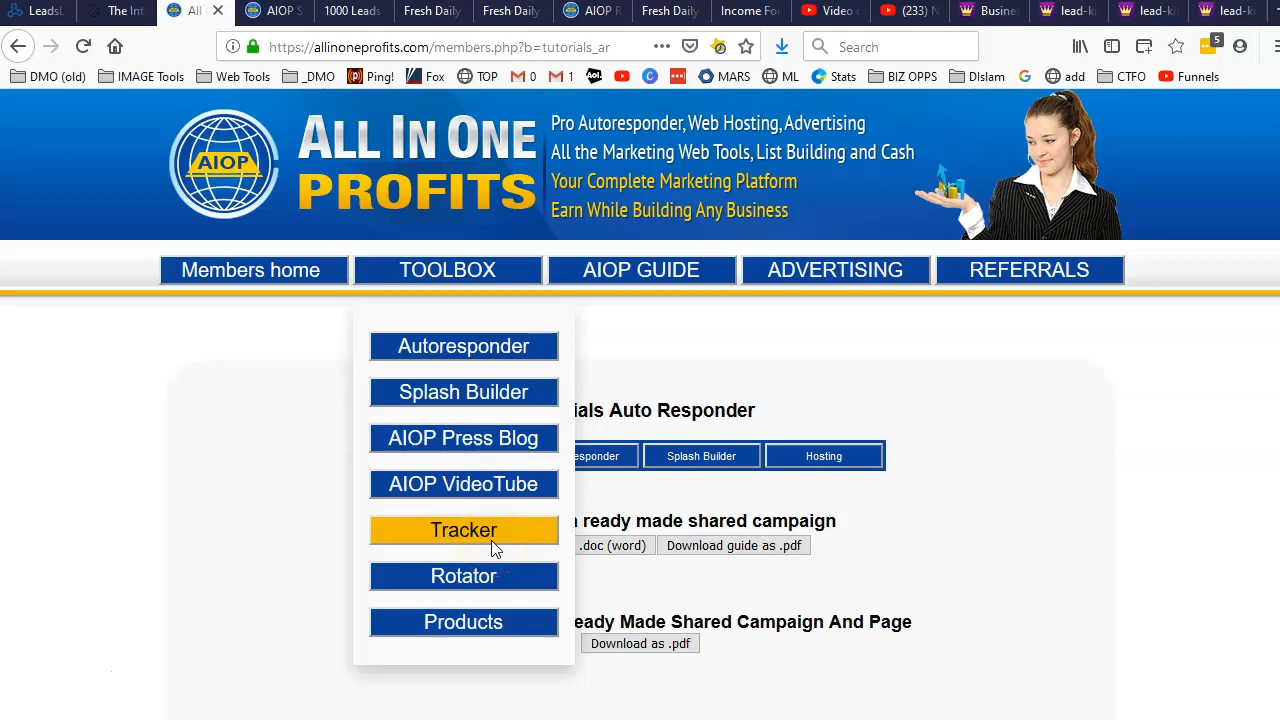 LeadsL
The Int
All I
AIOP S
1000 Leads
Fresh Daily
Fresh Daily
AIOP R
Fresh Daily
Income Fo
Video o
(233) N
Busine
lead-ki
lead-ki
lead-ki
https://allinoneprofits.com/members.php?b=tutorials_ar
Search
5
DMO (old)
IMAGE Tools
Web Tools
_DMO
Ping!
Fox
TOP
0
1
Aol.
MARS
ML
Stats
BIZ OPPS
DIslam
add
CTFO
Funnels
AIOP
ALL IN ONE
PROFITS
Pro Autoresponder, Web Hosting, Advertising
All the Marketing Web Tools, List Building and Cash
Your Complete Marketing Platform
Earn While Building Any Business
Members home
TOOLBOX
AIOP GUIDE
ADVERTISING
REFERRALS
Autoresponder
Splash Builder
AIOP Press Blog
AIOP VideoTube
Tracker
Rotator
Products
ials Auto Responder
esponder
Splash Builder
Hosting
ready made shared campaign
.doc (word)
Download guide as .pdf
eady Made Shared Campaign And Page
Download as .pdf